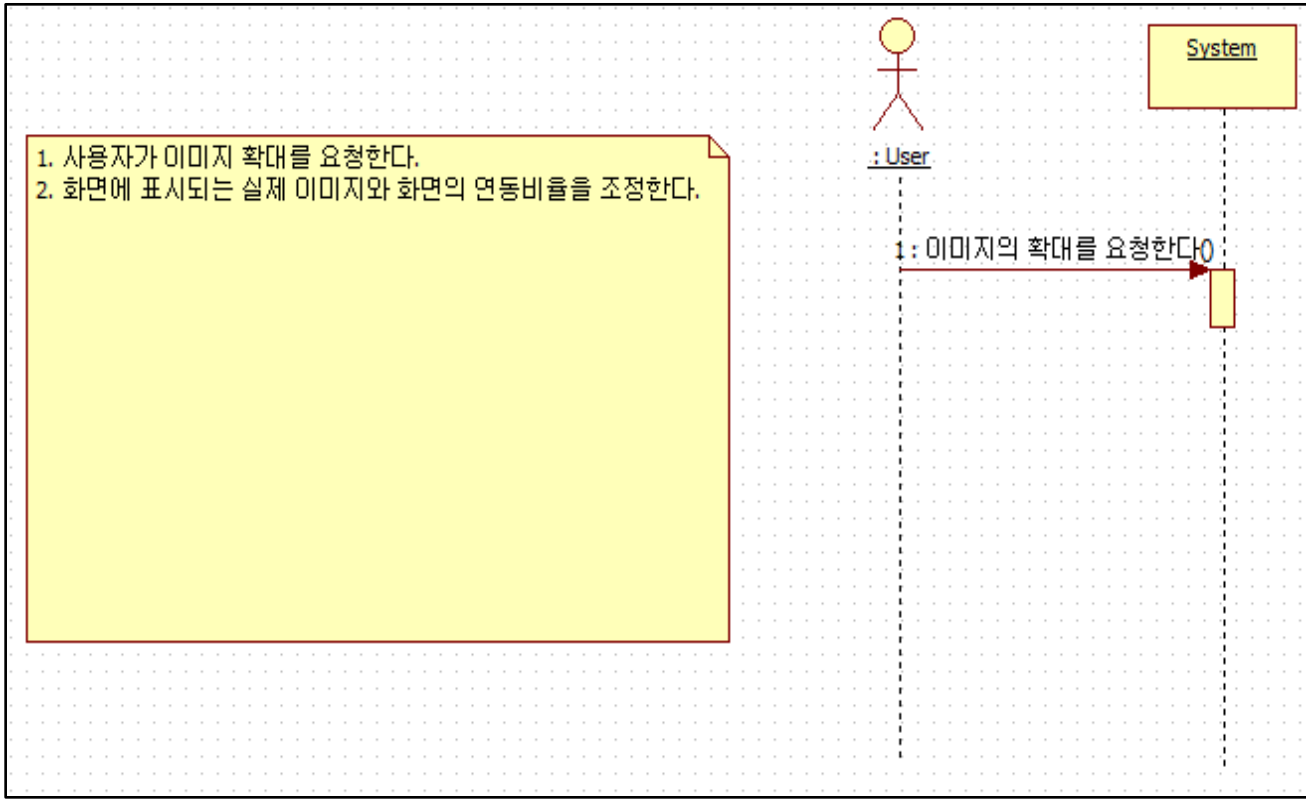 System
: User
1. 사용자가 이미지 확대를 요청한다.
2. 화면에 표시되는 실제 이미지와 화면의 연동비율을 조정한다.
1 : 이미지의 확대를 요청한다()